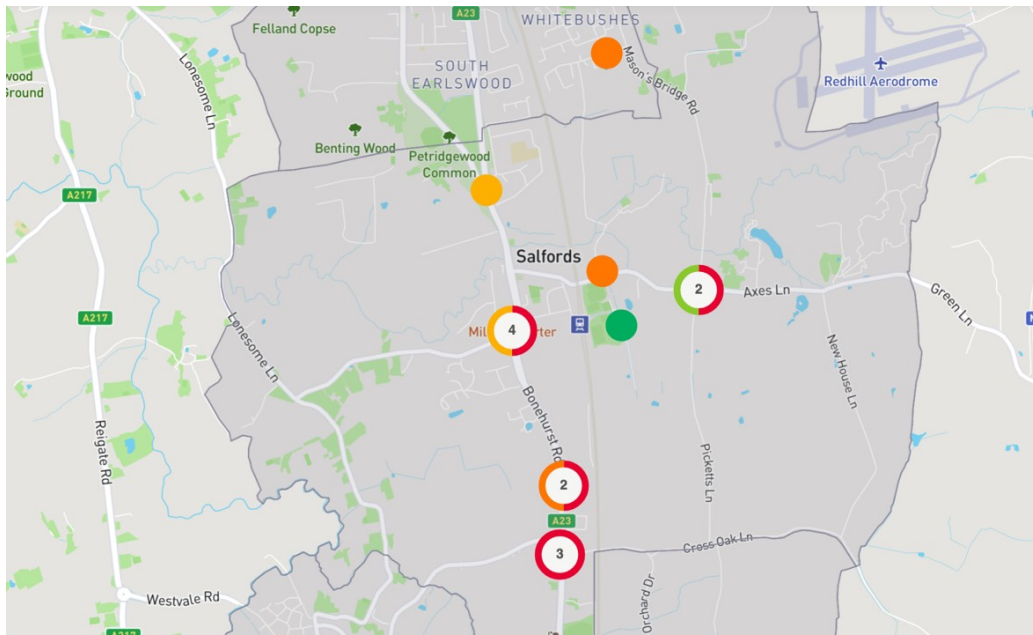 A23
WHITEBUSHES
Felland Copse
Lonesome Ln
SOUTH
EARLSWOOD
Mason's Bridge Rd
Redhill Aerodrome
wood
Ground
Benting Wood
Petridgewood
Common
A217
Salfords
2
Axes Ln
Green Ln
A217
4
Mil
rter
Lonesome Ln
New House Ln
Reigate Rd
Bonehurst Rd
Picketts Ln
2
A23
3
Cross Oak Ln
Orchard Dr
Westvale Rd
A217